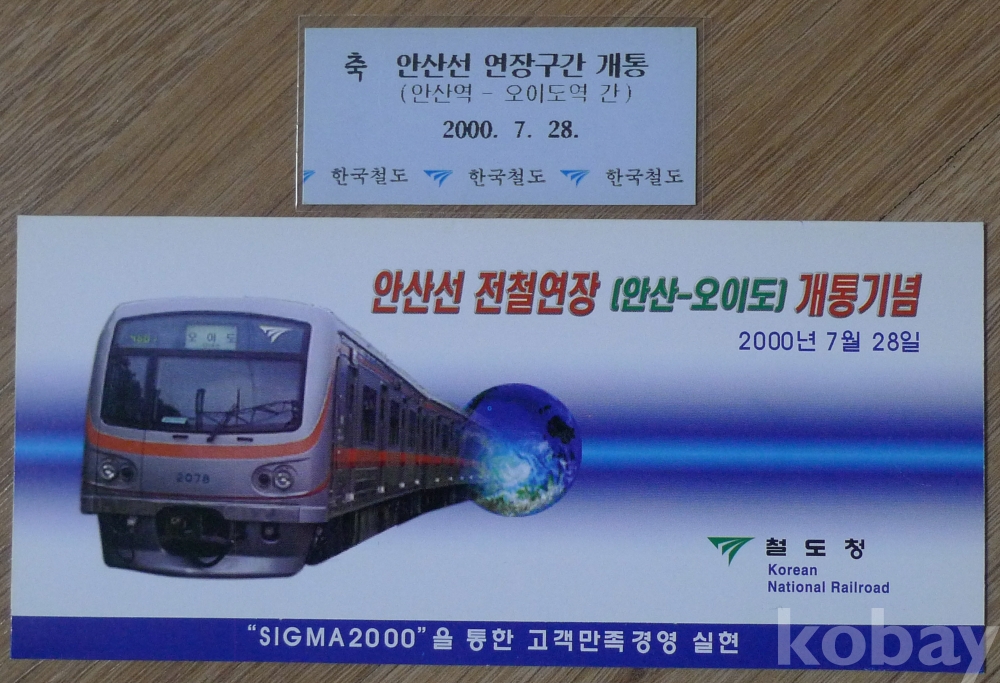 축 안산선 연장구간 개통
(안산역 - 오이도역 간)
2000. 7. 28.
한국철도 한국철도 한국철도
안산선 전철연장 (안산-오이도) 개통기념
2000년 7월 28일
오이도
2078
철도청
Korean
National Railroad
"SIGMA2000"을 통한 고객만족경영 실현
kobay